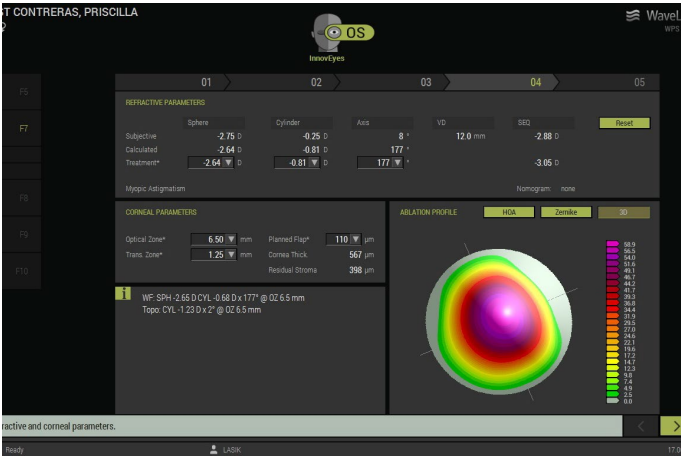 ST CONTRERAS, PRISCILLA
OS
InnovEyes
WaveL
WPS
F5
F7
F8
F9
F10
01 02 03 04 05
REFRACTIVE PARAMETERS
Sphere Cylinder Axis VD SEQ Reset
Subjective -2.75 D -0.25 D 8 ° 12.0 mm -2.88 D
Calculated -2.64 D -0.81 D 177 °
Treatment* -2.64 D -0.81 D 177 ° -3.05 D
Myopic Astigmatism Nomogram: none
CORNEAL PARAMETERS
Optical Zone* 6.50 mm Planned Flap* 110 µm
Trans. Zone* 1.25 mm Cornea Thick 567 µm
Residual Stroma 398 µm
i WF: SPH -2.65 D CYL -0.68 D x 177° @ OZ 6.5 mm
Topo: CYL -1.23 D x 2° @ OZ 6.5 mm
ABLATION PROFILE HOA Zernike 3D
58.9
56.5
54.0
51.6
49.1
46.7
44.2
41.7
39.3
36.8
34.4
31.9
29.5
27.0
24.6
22.1
19.6
17.2
14.7
12.3
9.8
7.4
4.9
2.5
0.0
ractive and corneal parameters.
Ready LASIK 17.0